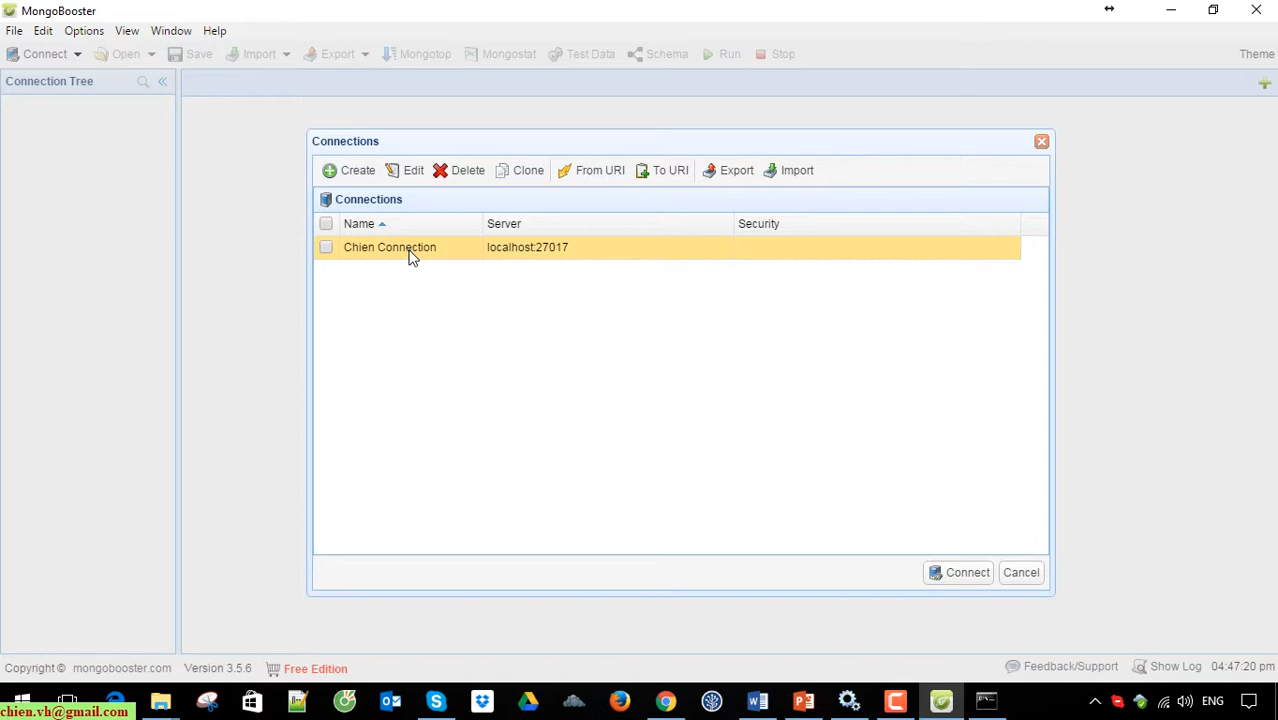 MongoBooster
File Edit Options View Window Help
Connect Open Save Import Export Mongotop Mongostat Test Data Schema Run Stop Theme
Connection Tree
Connections
Create Edit Delete Clone From URI To URI Export Import
Connections
Name Server Security
Chien Connection localhost:27017
Connect Cancel
Copyright © mongobooster.com Version 3.5.6 Free Edition Feedback/Support Show Log 04:47:20 PM
ENG
chien.vh@gmail.com